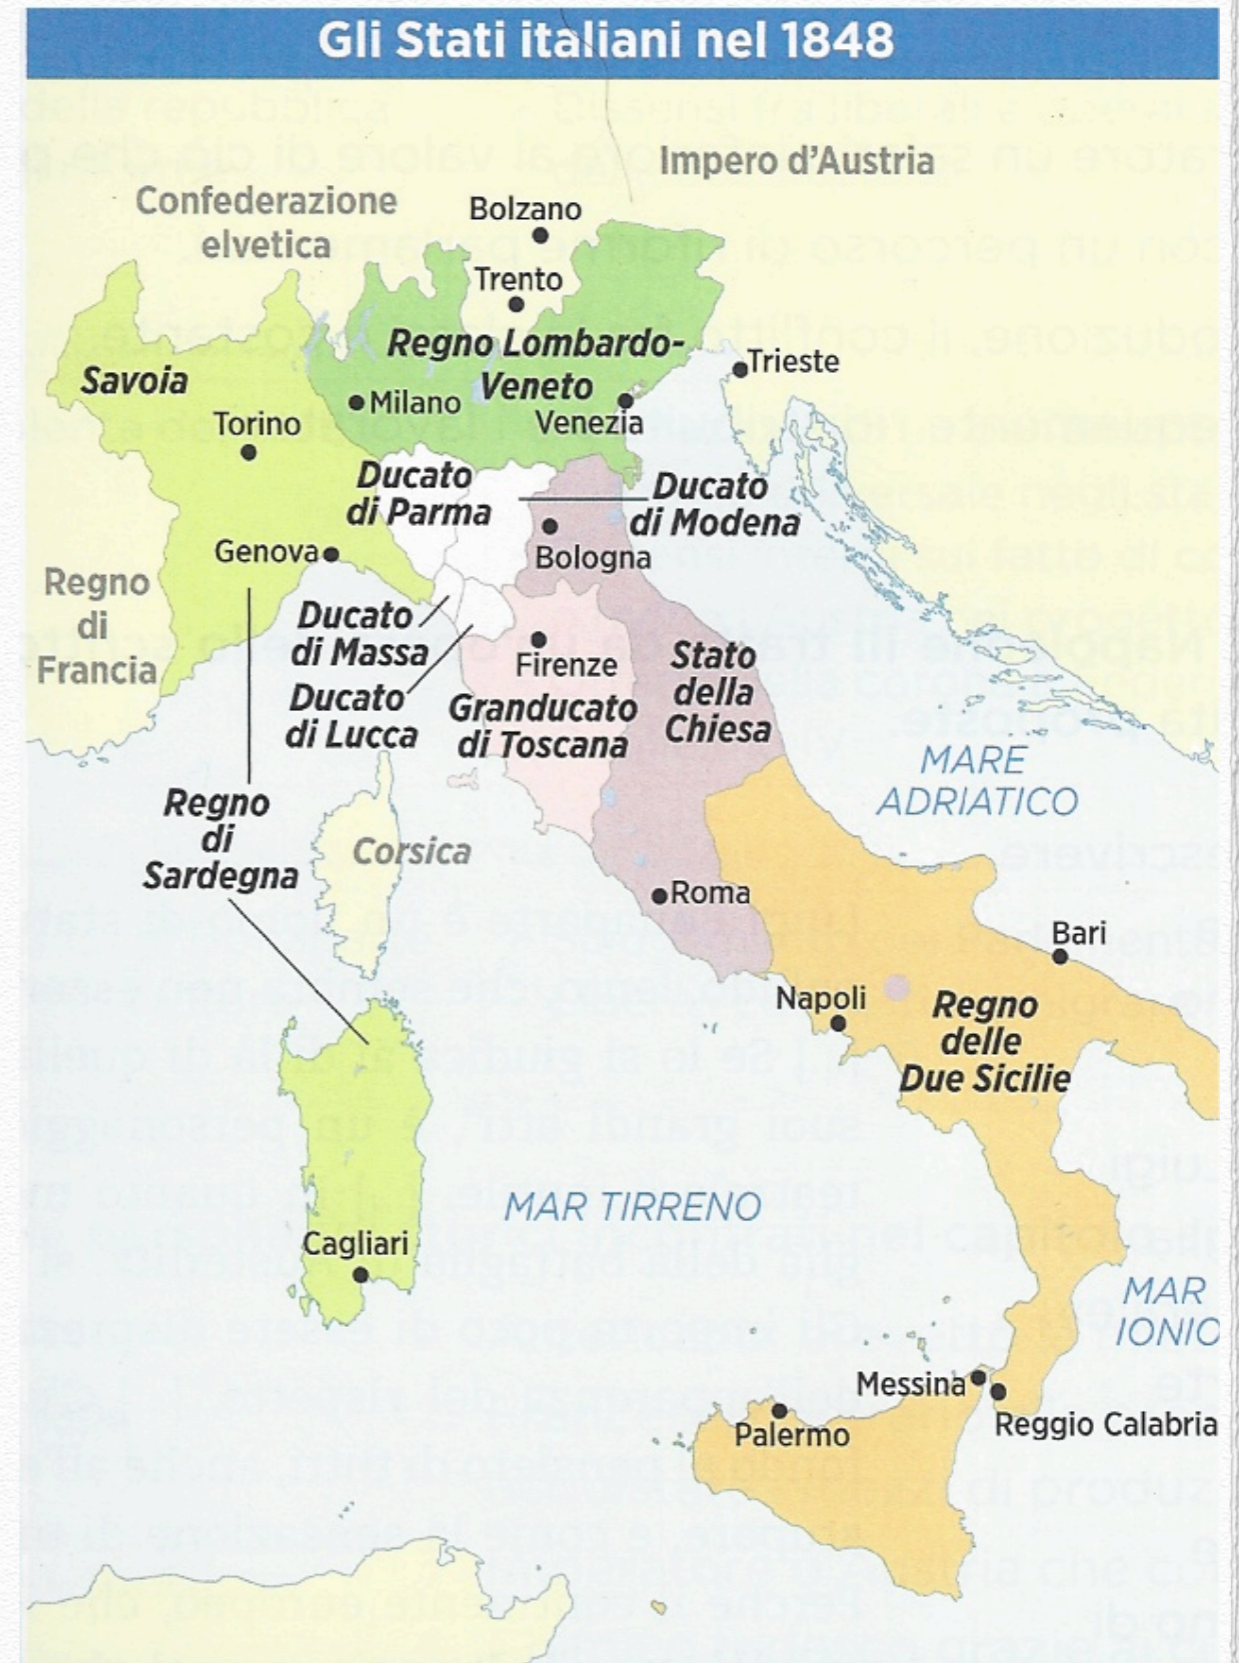 Gli Stati italiani nel 1848
Impero d'Austria
Confederazione
elvetica
Bolzano
Trento
Regno Lombardo-
Veneto
Savoia
Trieste
Milano
Venezia
Torino
Ducato
di Parma
Ducato
di Modena
Genova
Bologna
Regno
di
Francia
Ducato
di Massa
Firenze
Stato
della
Chiesa
Ducato
di Lucca
Granducato
di Toscana
MARE
ADRIATICO
Regno
di
Sardegna
Corsica
Roma
Bari
Napoli
Regno
delle
Due Sicilie
MAR TIRRENO
Cagliari
MAR
IONIO
Messina
Reggio Calabria
Palermo